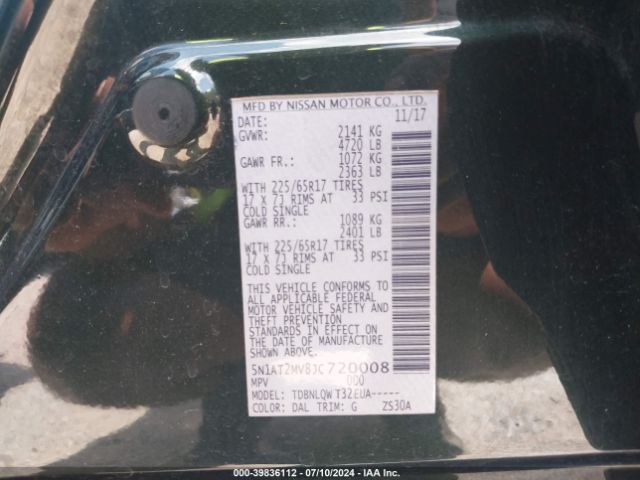 MFD BY NISSAN MOTOR CO., LTD.
DATE: 11/17
GVWR: 2141 KG
4720 LB
GAWR FR.: 1072 KG
2363 LB
WITH 225/65R17 TIRES
17 X 7J RIMS AT 33 PSI
COLD SINGLE
GAWR RR.: 1089 KG
2401 LB
WITH 225/65R17 TIRES
17 X 7J RIMS AT 33 PSI
COLD SINGLE
THIS VEHICLE CONFORMS TO
ALL APPLICABLE FEDERAL
MOTOR VEHICLE SAFETY AND
THEFT PREVENTION
STANDARDS IN EFFECT ON
THE DATE OF MANUFACTURE
SHOWN ABOVE.
5N1AT2MV8JC720008
MPV 0D0
MODEL: TDBNLQWT32EUA-----
COLOR: DAL TRIM: G ZS30A
000-39836112 - 07/10/2024 - IAA Inc.